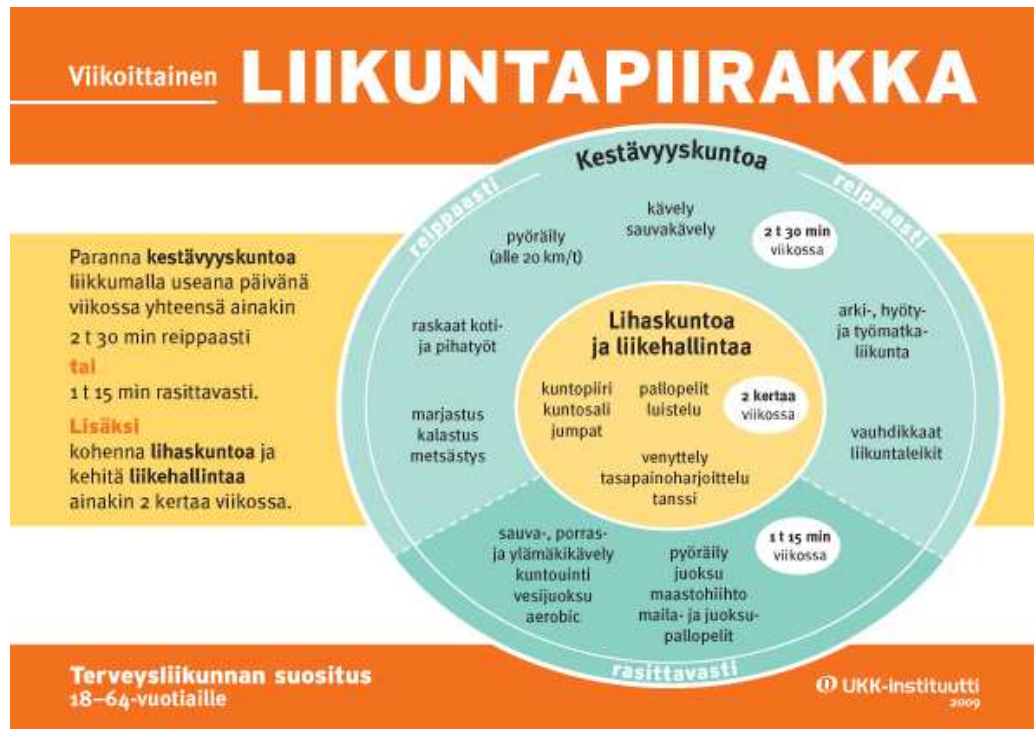 Viikoittainen LIIKUNTAPIIRAKKA
Paranna kestävyyskuntoa
liikkumalla useana päivänä
viikossa yhteensä ainakin
2 t 30 min reippaasti
tai
1 t 15 min rasittavasti.
Lisäksi
kohenna lihaskuntoa ja
kehitä liikehallintaa
ainakin 2 kertaa viikossa.
Kestävyyskuntoa
reippaasti
reippaasti
kävely
sauvakävely
2 t 30 min
viikossa
pyöräily
(alle 20 km/t)
raskaat koti-
ja pihatyöt
arki-, hyöty-
ja työmatka-
liikunta
marjastus
kalastus
metsästys
vauhdikkaat
liikuntaleikit
Lihaskuntoa
ja liikehallintaa
kuntopiiri
kuntosali
jumpat
pallopelit
luistelu
2 kertaa
viikossa
venyttely
tasapainoharjoittelu
tanssi
sauva-, porras-
ja ylämäkikävely
kuntouinti
vesijuoksu
aerobic
pyöräily
juoksu
maastohiihto
maila- ja juoksu-
pallopelit
1 t 15 min
viikossa
rasittavasti
Terveysliikunnan suositus
18–64-vuotiaille
UKK-instituutti
2009